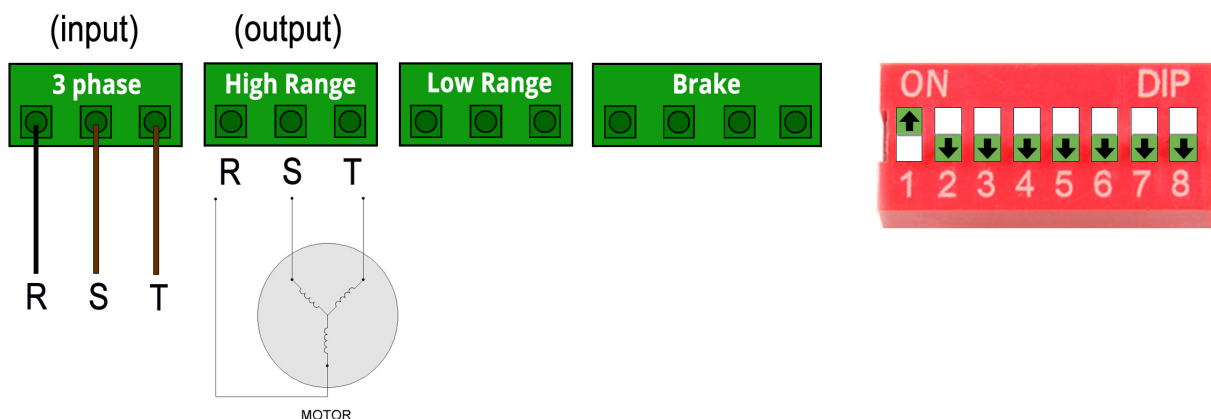 (input) (output)
3 phase High Range Low Range Brake
ON DIP
1 2 3 4 5 6 7 8
R S T
R S T
MOTOR